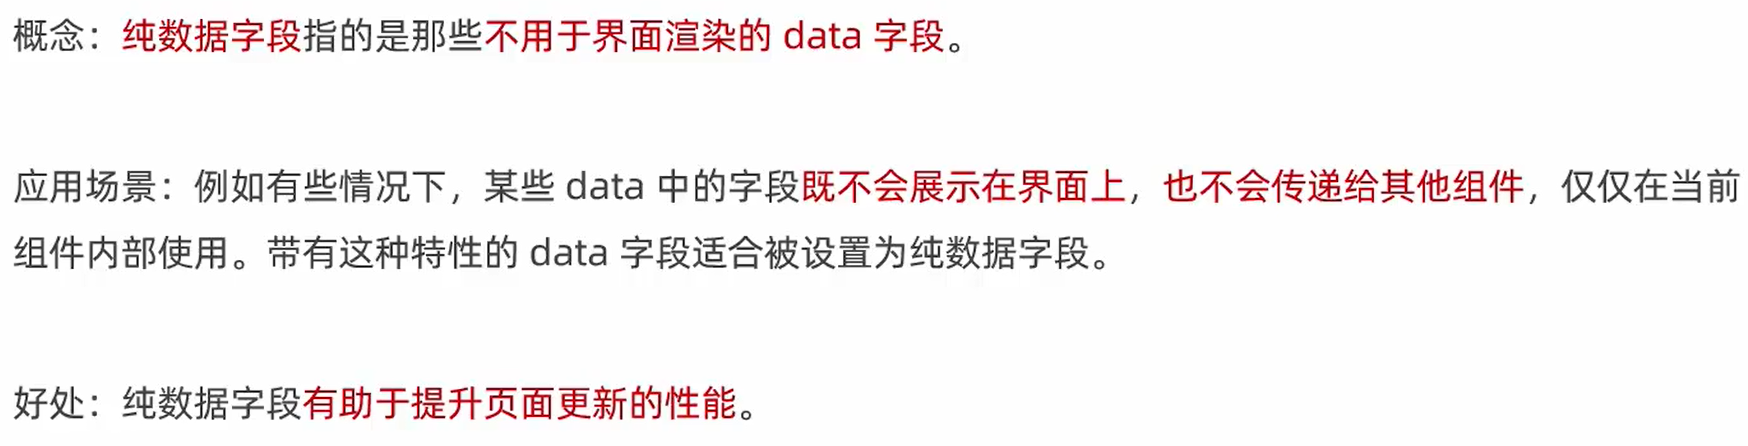 概念：纯数据字段指的是那些不用于界面渲染的 data 字段。
应用场景：例如有些情况下，某些 data 中的字段既不会展示在界面上，也不会传递给其他组件，仅仅在当前
组件内部使用。带有这种特性的 data 字段适合被设置为纯数据字段。
好处：纯数据字段有助于提升页面更新的性能。